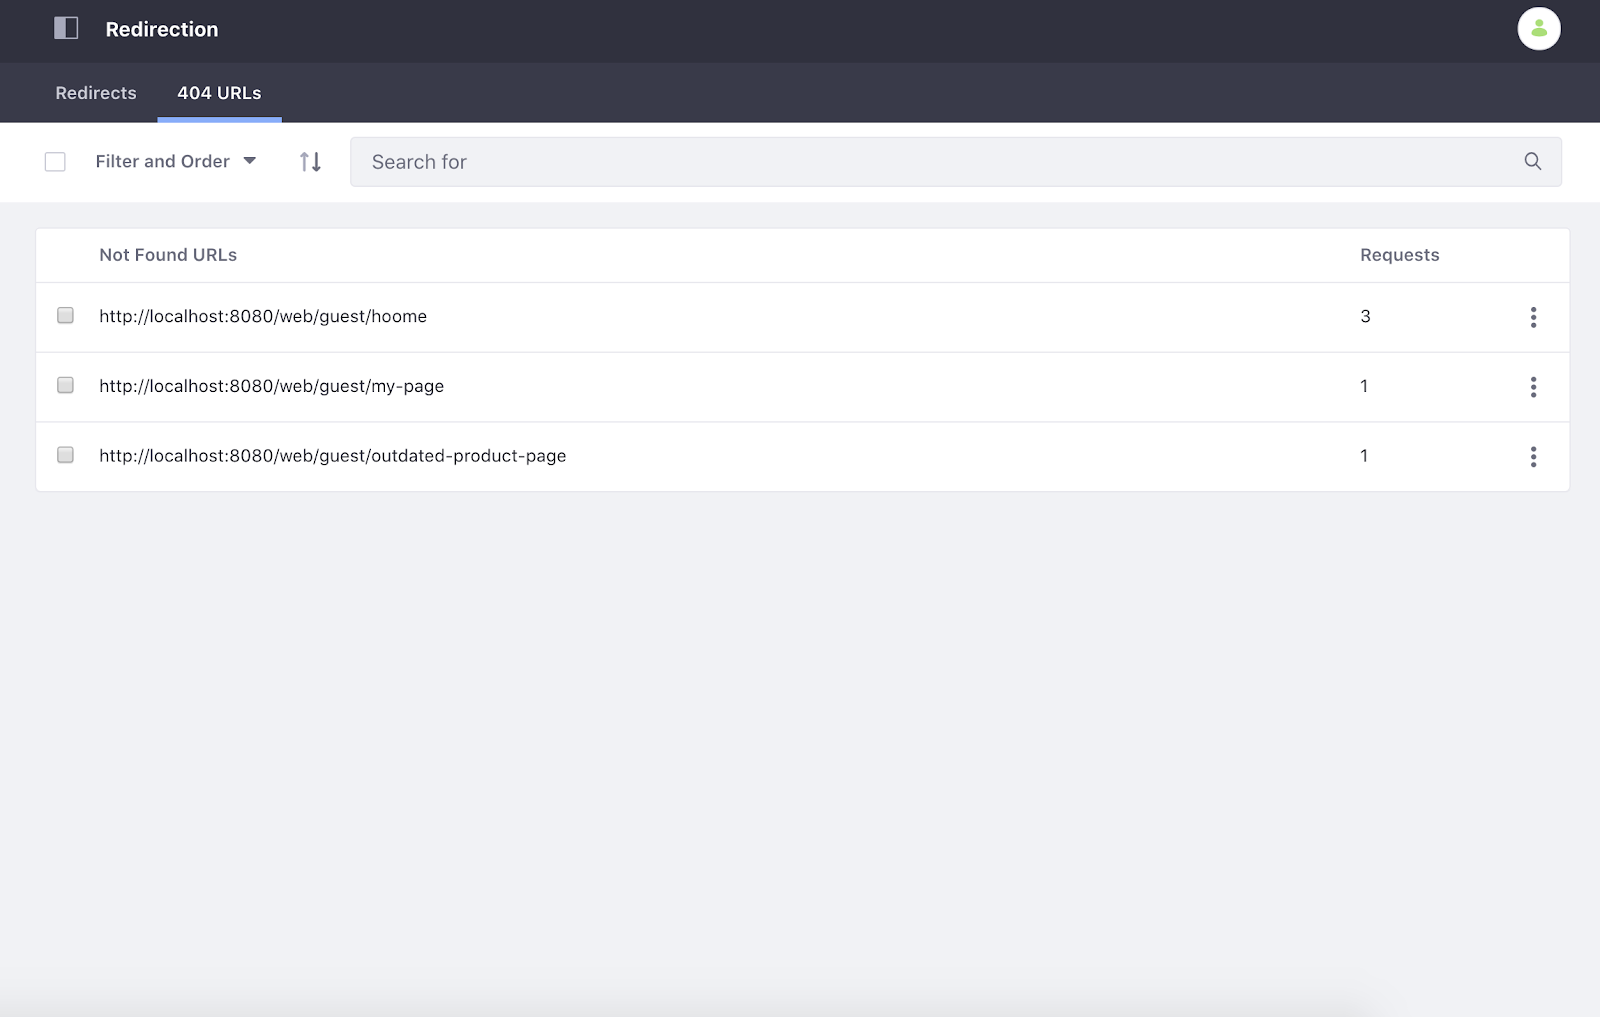 Redirection
Redirects 404 URLs
Filter and Order Search for
Not Found URLs Requests
http://localhost:8080/web/guest/hoome 3
http://localhost:8080/web/guest/my-page 1
http://localhost:8080/web/guest/outdated-product-page 1